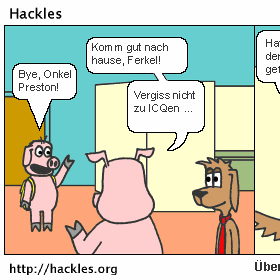 Hackles
Bye, Onkel
Preston!
Komm gut nach
hause, Ferkel!
Vergiss nicht
zu ICQen ...
http://hackles.org